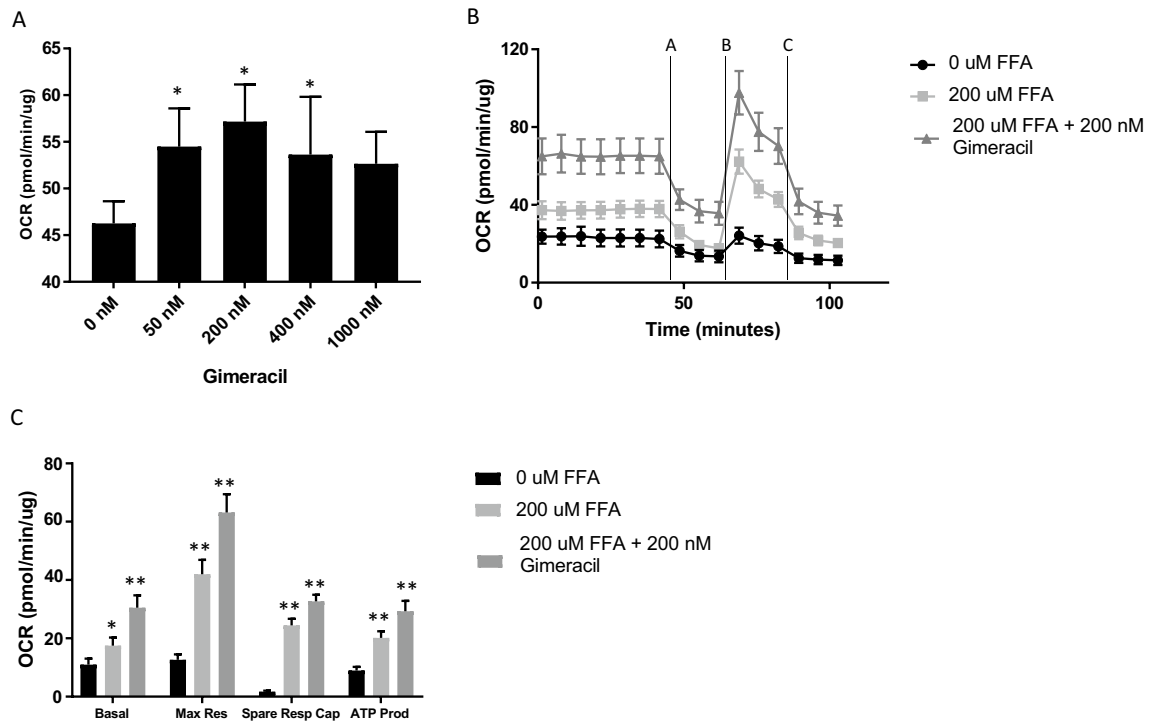 A
65
60
55
50
45
40
OCR (pmol/min/ug)
*
*
*
0 nM
50 nM
200 nM
400 nM
1000 nM
Gimeracil
B
120
80
40
0
OCR (pmol/min/ug)
A
B
C
0
50
100
Time (minutes)
0 uM FFA
200 uM FFA
200 uM FFA + 200 nM
Gimeracil
C
80
60
40
20
0
OCR (pmol/min/ug)
*
**
**
**
**
**
**
**
Basal
Max Res
Spare Resp Cap
ATP Prod
0 uM FFA
200 uM FFA
200 uM FFA + 200 nM
Gimeracil